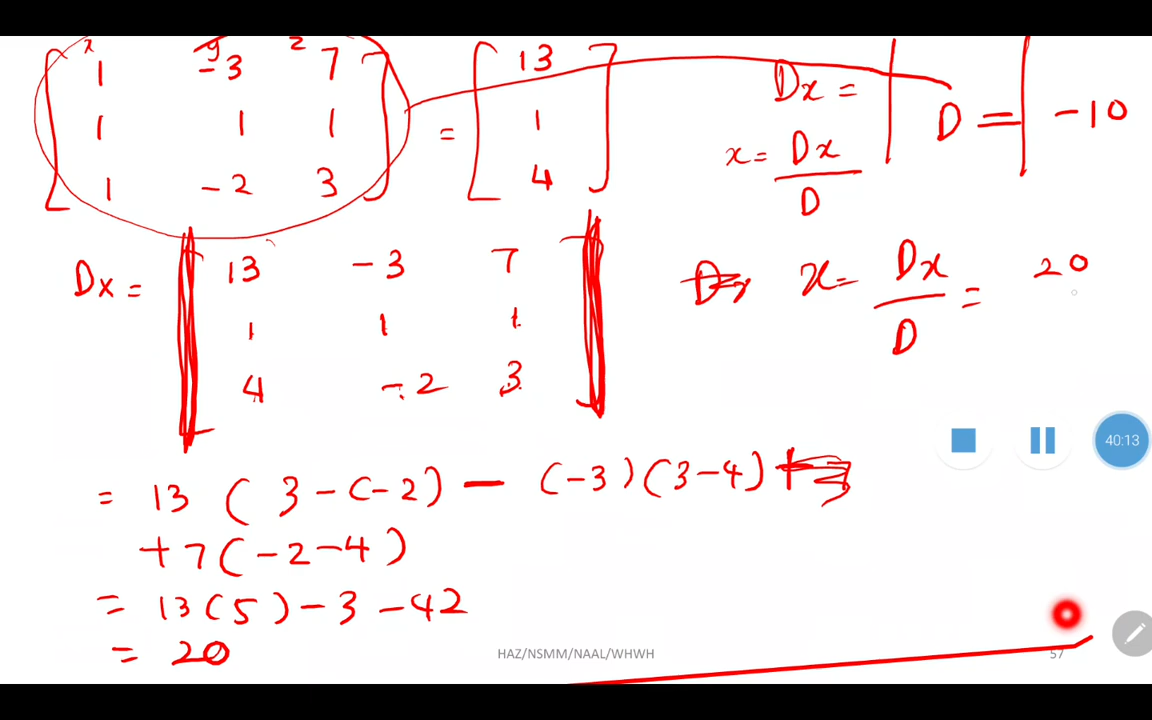 x y z
1 -3 7 13 Dx =
1 1 1 = 1 D = -10
1 -2 3 4 x = Dx
D
Dx = 13 -3 7 x = Dx = 20
1 1 1 D
4 -2 3
40:13
= 13 ( 3 - (-2) ) - (-3)(3-4)
+ 7 ( -2 - 4 )
= 13(5) - 3 - 42
= 20
HAZ/NSMM/NAAL/WHWH 57